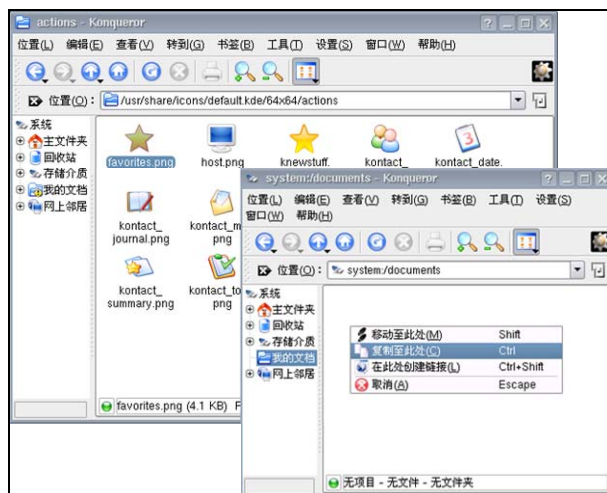 actions - Konqueror
位置(L) 编辑(E) 查看(V) 转到(G) 书签(B) 工具(T) 设置(S) 窗口(W) 帮助(H)
位置(O): /usr/share/icons/default.kde/64x64/actions
系统
主文件夹
回收站
存储介质
我的文档
网上邻居
favorites.png host.png knewstuff. kontact_ kontact_date.
kontact_
journal.png
kontact_m
png
kontact_
summary.png
kontact_to
png
favorites.png (4.1 KB) F
system:/documents - Konqueror
位置(L) 编辑(E) 查看(V) 转到(G) 书签(B) 工具(T) 设置(S)
窗口(W) 帮助(H)
位置(O): system:/documents
系统
主文件夹
回收站
存储介质
我的文档
网上邻居
移动至此处(M) Shift
复制至此处(C) Ctrl
在此处创建链接(L) Ctrl+Shift
取消(A) Escape
无项目 - 无文件 - 无文件夹